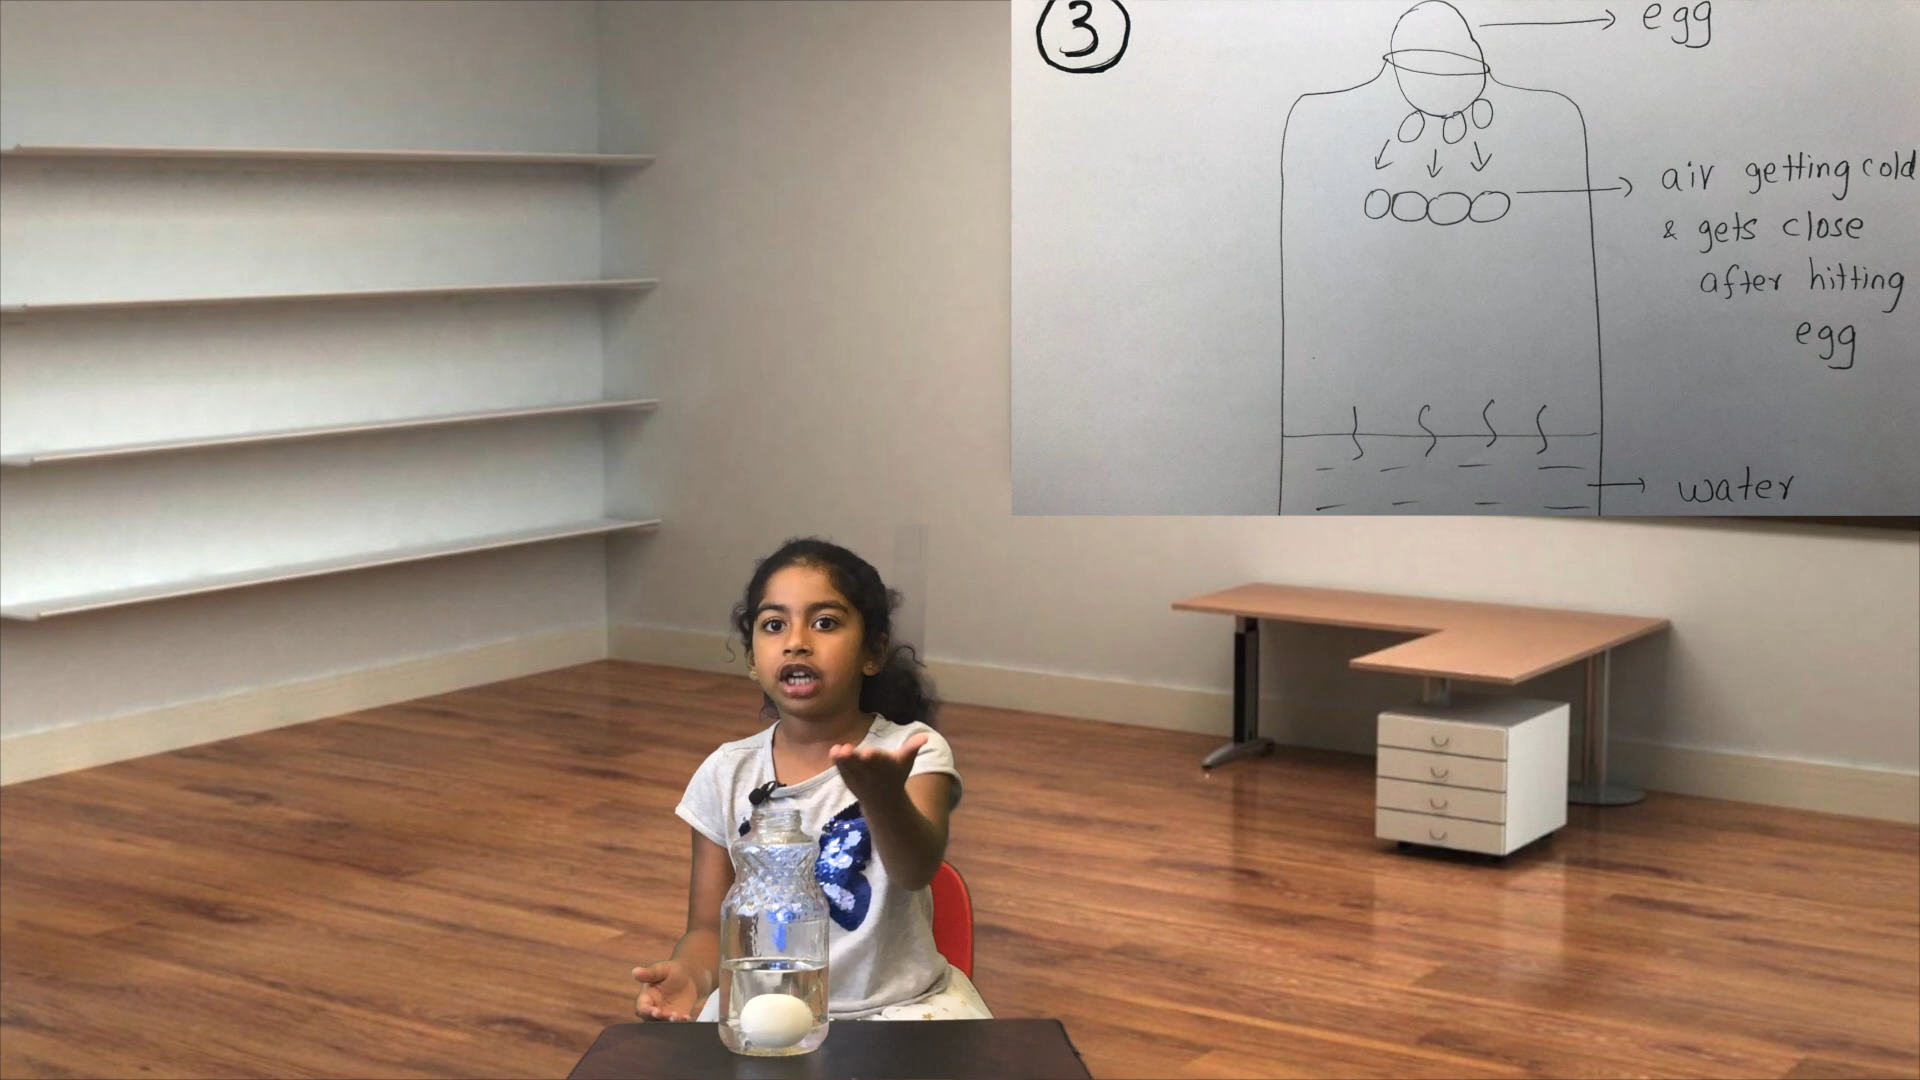 3
egg
air getting cold
& gets close
after hitting
egg
water